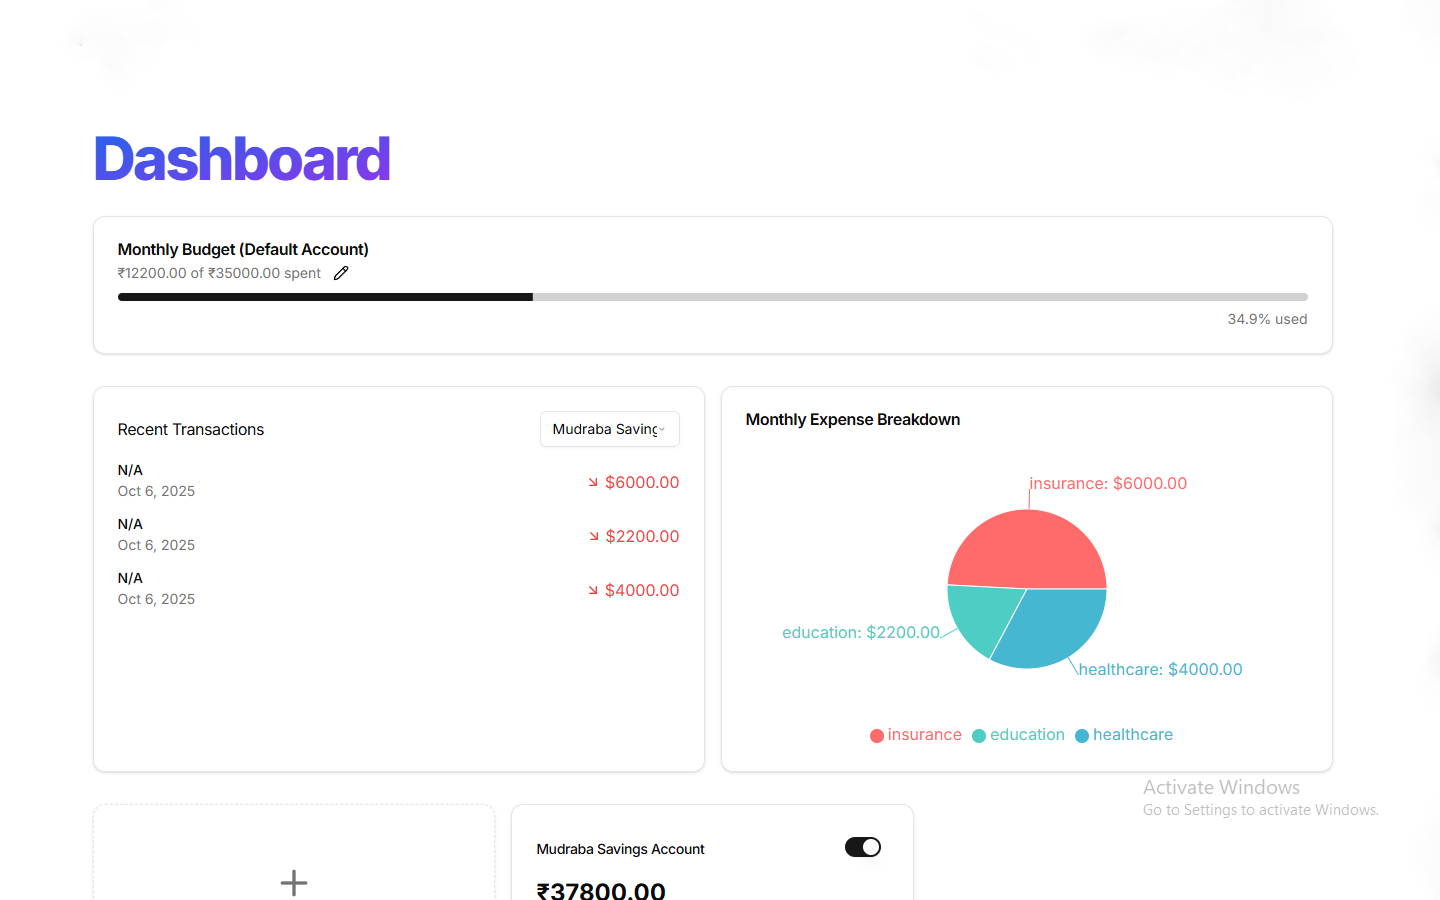 Dashboard
Monthly Budget (Default Account)
₹12200.00 of ₹35000.00 spent
34.9% used
Recent Transactions
Mudraba Saving
N/A
Oct 6, 2025
$6000.00
N/A
Oct 6, 2025
$2200.00
N/A
Oct 6, 2025
$4000.00
Monthly Expense Breakdown
insurance: $6000.00
education: $2200.00
healthcare: $4000.00
insurance education healthcare
Activate Windows
Go to Settings to activate Windows.
Mudraba Savings Account
₹37800.00